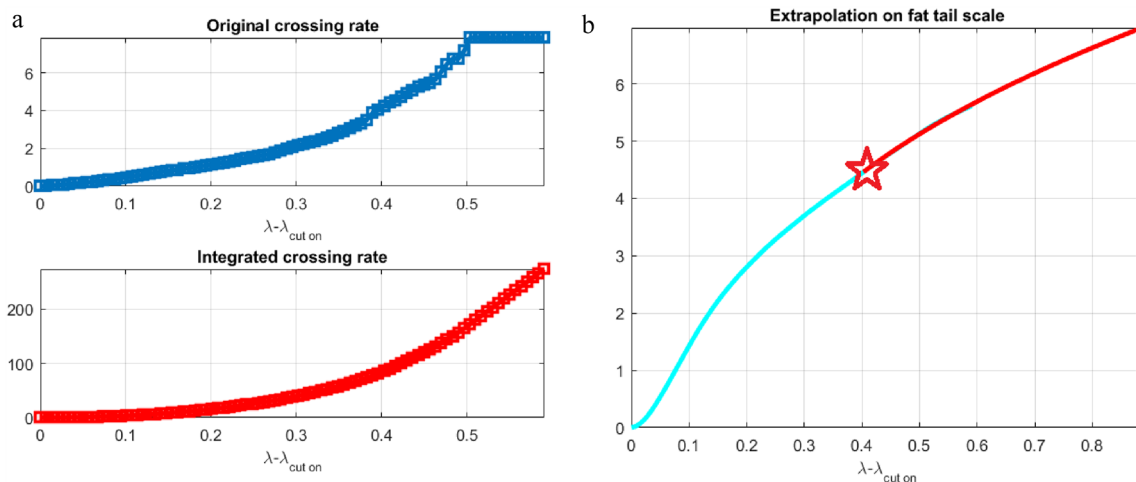 a
Original crossing rate
6
4
2
0
0 0.1 0.2 0.3 0.4 0.5
λ-λcut on
Integrated crossing rate
200
100
0
0 0.1 0.2 0.3 0.4 0.5
λ-λcut on
b
Extrapolation on fat tail scale
6
5
4
3
2
1
0
0 0.1 0.2 0.3 0.4 0.5 0.6 0.7 0.8
λ-λcut on